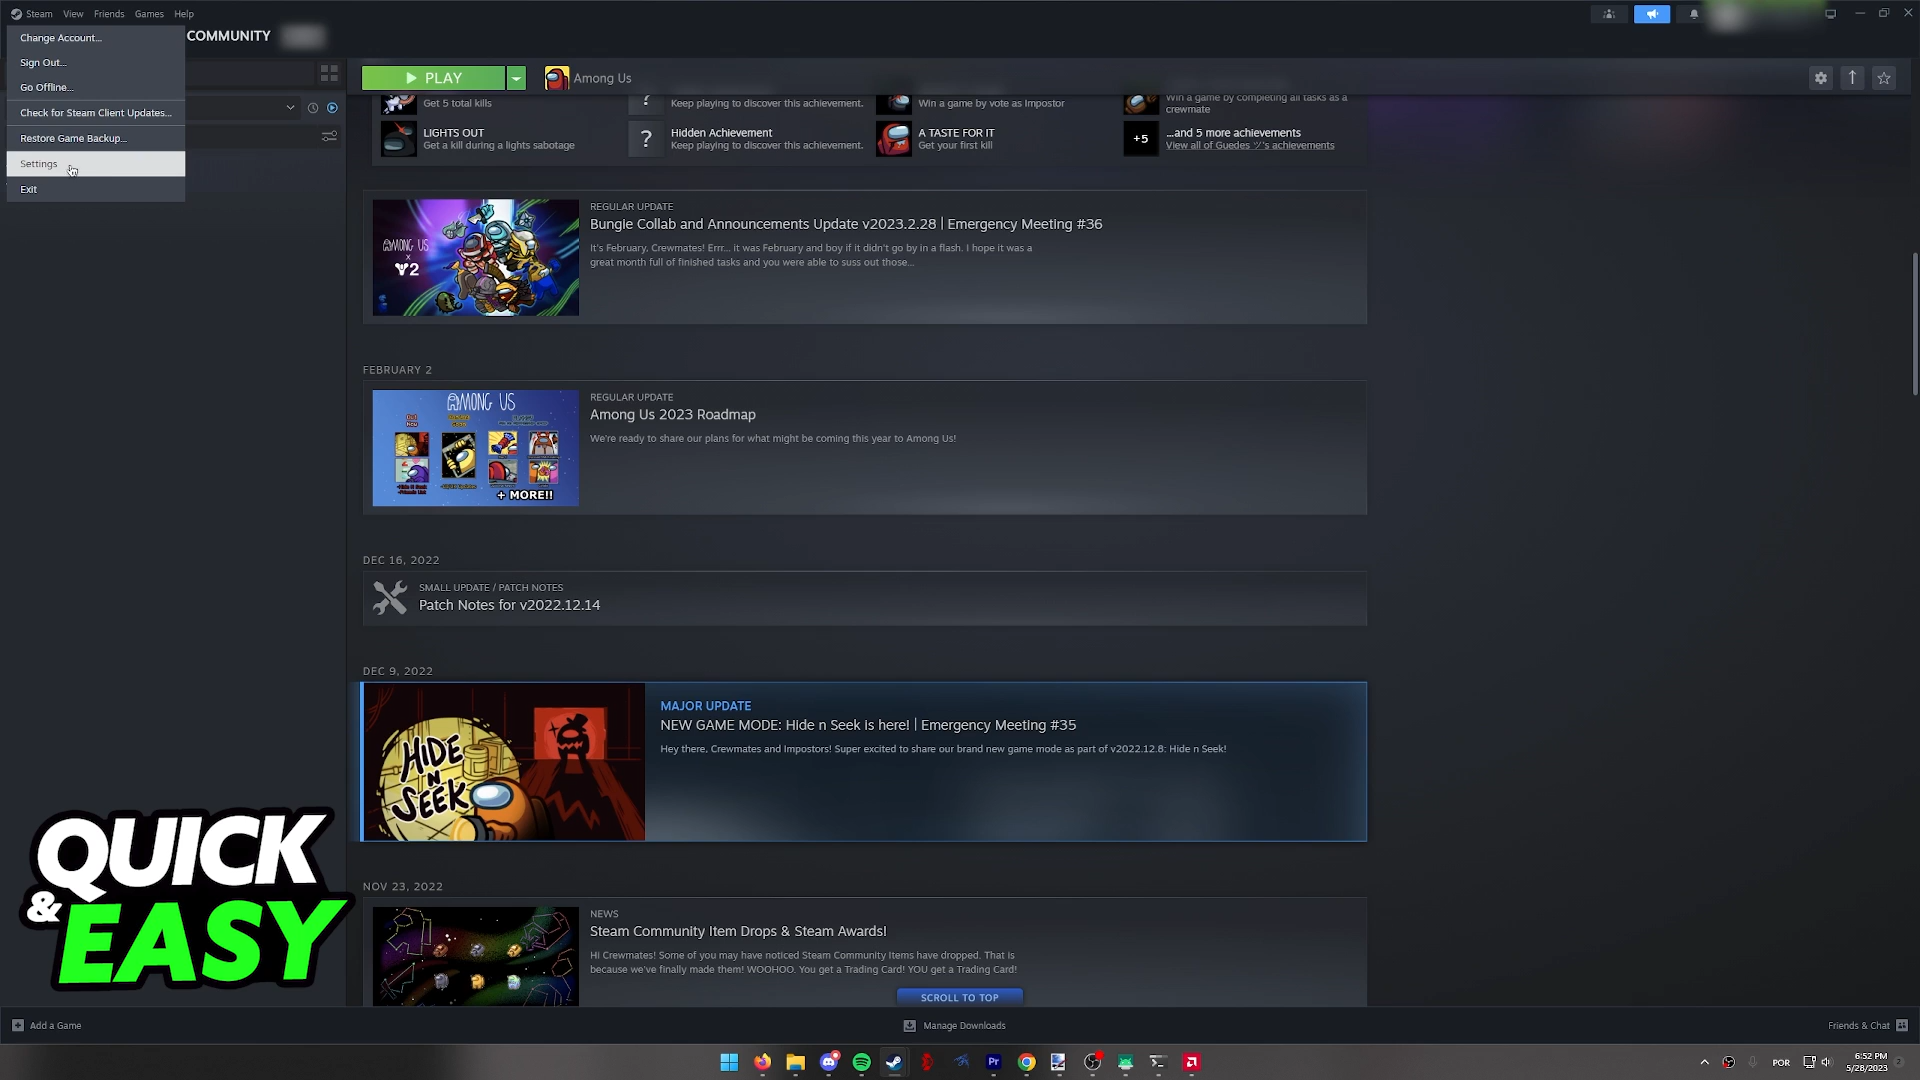 Steam View Friends Games Help
COMMUNITY
Change Account...
Sign Out...
Go Offline...
Check for Steam Client Updates...
Restore Game Backup...
Settings
Exit
PLAY
Among Us
Get 5 total kills
?
Keep playing to discover this achievement.
Win a game by vote as Impostor
Win a game by completing all tasks as a
crewmate
LIGHTS OUT
Get a kill during a lights sabotage
?
Hidden Achievement
Keep playing to discover this achievement.
A TASTE FOR IT
Get your first kill
+5
...and 5 more achievements
View all of Guedes ツ's achievements
AMONG US
x
2
REGULAR UPDATE
Bungie Collab and Announcements Update v2023.2.28 | Emergency Meeting #36
It's February, Crewmates! Errr... it was February and boy if it didn't go by in a flash. I hope it was a
great month full of finished tasks and you were able to suss out those...
FEBRUARY 2
AMONG US
+ MORE!!
REGULAR UPDATE
Among Us 2023 Roadmap
We're ready to share our plans for what might be coming this year to Among Us!
DEC 16, 2022
SMALL UPDATE / PATCH NOTES
Patch Notes for v2022.12.14
DEC 9, 2022
HIDE
N
SEEK
MAJOR UPDATE
NEW GAME MODE: Hide n Seek is here! | Emergency Meeting #35
Hey there, Crewmates and Impostors! Super excited to share our brand new game mode as part of v2022.12.8: Hide n Seek!
NOV 23, 2022
NEWS
Steam Community Item Drops & Steam Awards!
Hi Crewmates! Some of you may have noticed Steam Community Items have dropped. That is
because we've finally made them! WOOHOO. You get a Trading Card! YOU get a Trading Card!
SCROLL TO TOP
QUICK
& EASY
Add a Game
Manage Downloads
Friends & Chat
Pr
POR
6:52 PM
5/28/2023